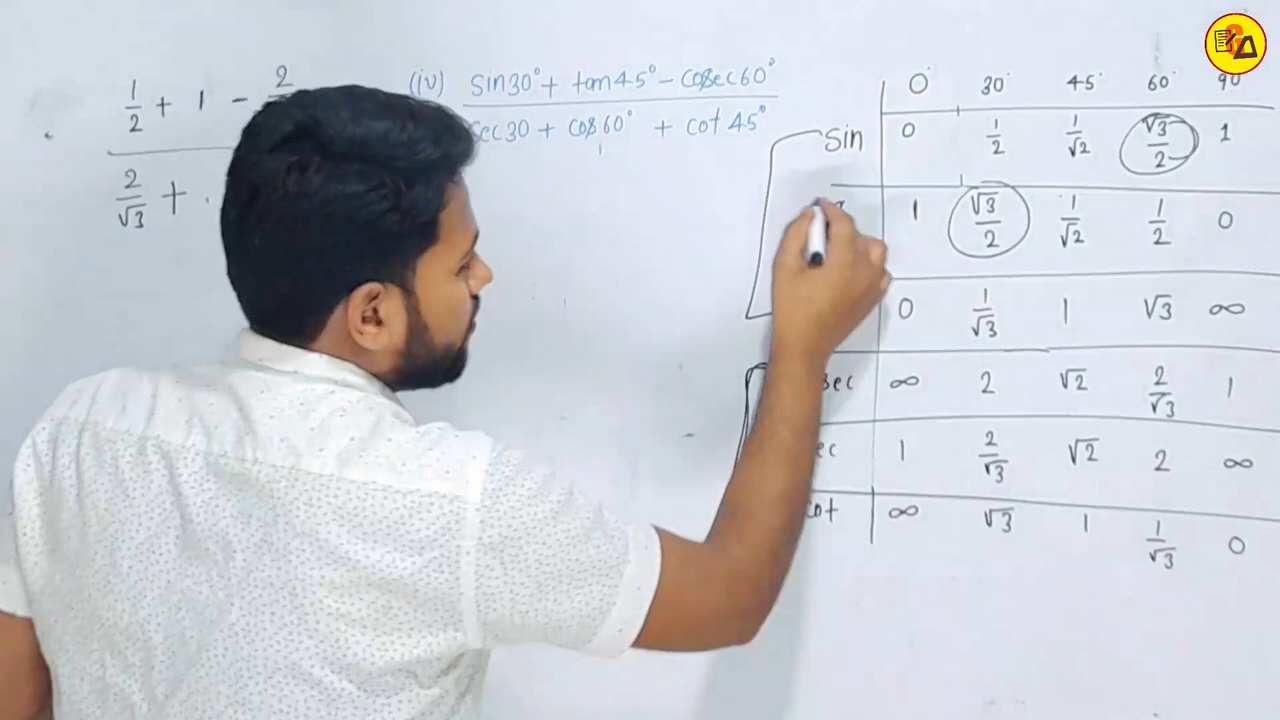 1/2 + 1 - 2
2/√3 + .
(iv) Sin30° + tan45° - Cosec60°
sec30 + cos60° + cot45°
0° 30° 45° 60° 90
Sin 0 1/2 1/√2 √3/2 1
1 √3/2 1/√2 1/2 0
0 1/√3 1 √3 ∞
sec ∞ 2 √2 2/√3 1
ec 1 2/√3 √2 2 ∞
cot ∞ √3 1 1/√3 0